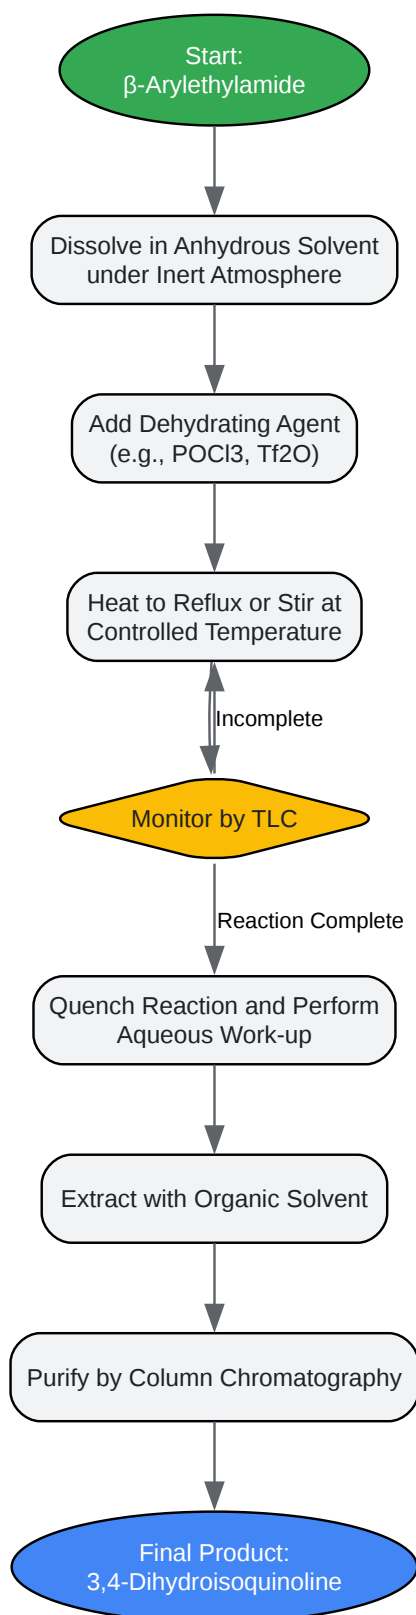 Start:
β-Arylethylamide
Dissolve in Anhydrous Solvent
under Inert Atmosphere
Add Dehydrating Agent
(e.g., POCl3, Tf2O)
Heat to Reflux or Stir at
Controlled Temperature
Incomplete
Monitor by TLC
Reaction Complete
Quench Reaction and Perform
Aqueous Work-up
Extract with Organic Solvent
Purify by Column Chromatography
Final Product:
3,4-Dihydroisoquinoline